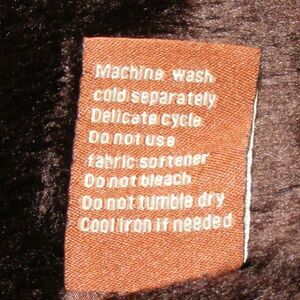 Machine wash
cold separately
Delicate cycle
Do not use
fabric softener
Do not bleach
Do not tumble dry
Cool iron if needed